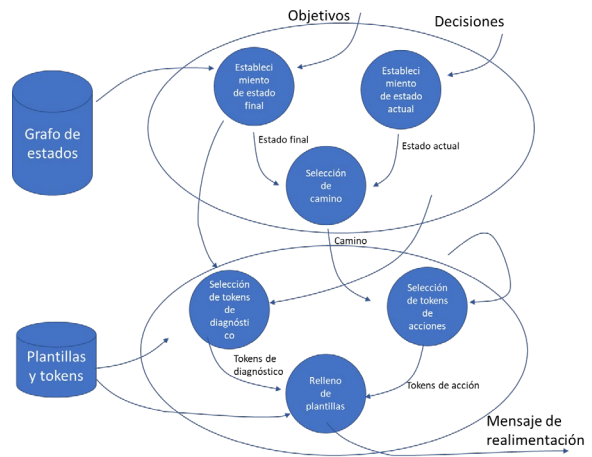 Objetivos
Decisiones
Estableci
miento
de estado
final
Estableci
miento
de estado
actual
Grafo de
estados
Estado final
Estado actual
Selección
de
camino
Camino
Selección
de tokens
de
diagnósti
co
Selección
de tokens
de
acciones
Plantillas
y tokens
Tokens de
diagnóstico
Relleno
de
plantillas
Tokens de acción
Mensaje de
realimentación